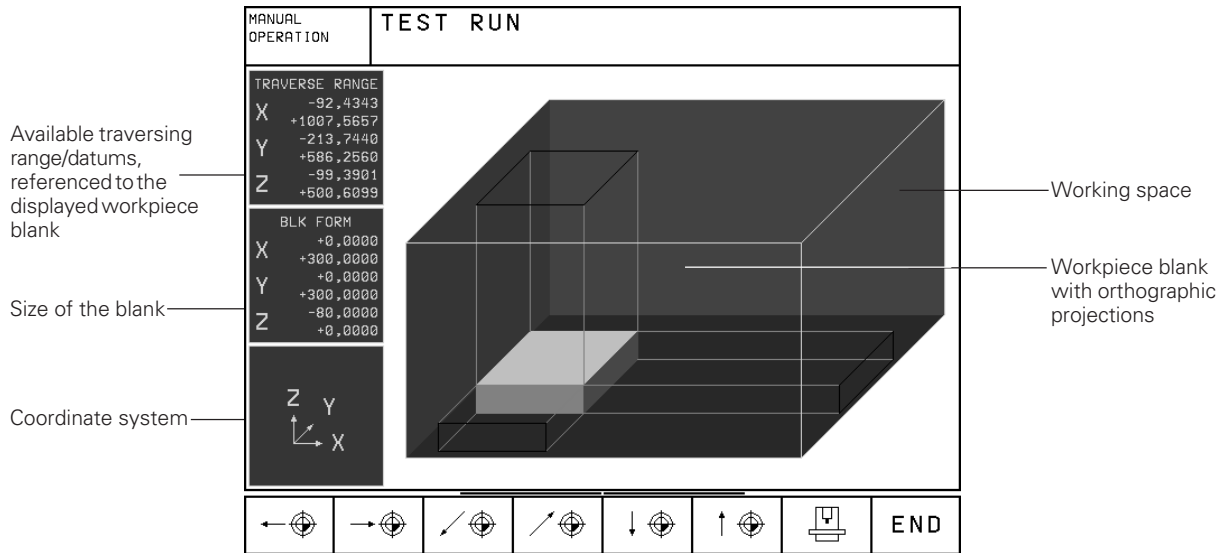 MANUAL
OPERATION
TEST RUN
TRAVERSE RANGE
X -92,4343
+1007,5657
Y -213,7440
+586,2560
Z -99,3901
+500,6099
BLK FORM
X +0,0000
+300,0000
Y +0,0000
+300,0000
Z -80,0000
+0,0000
Z Y
X
Available traversing
range/datums,
referenced to the
displayed workpiece
blank
Size of the blank
Coordinate system
Working space
Workpiece blank
with orthographic
projections
END